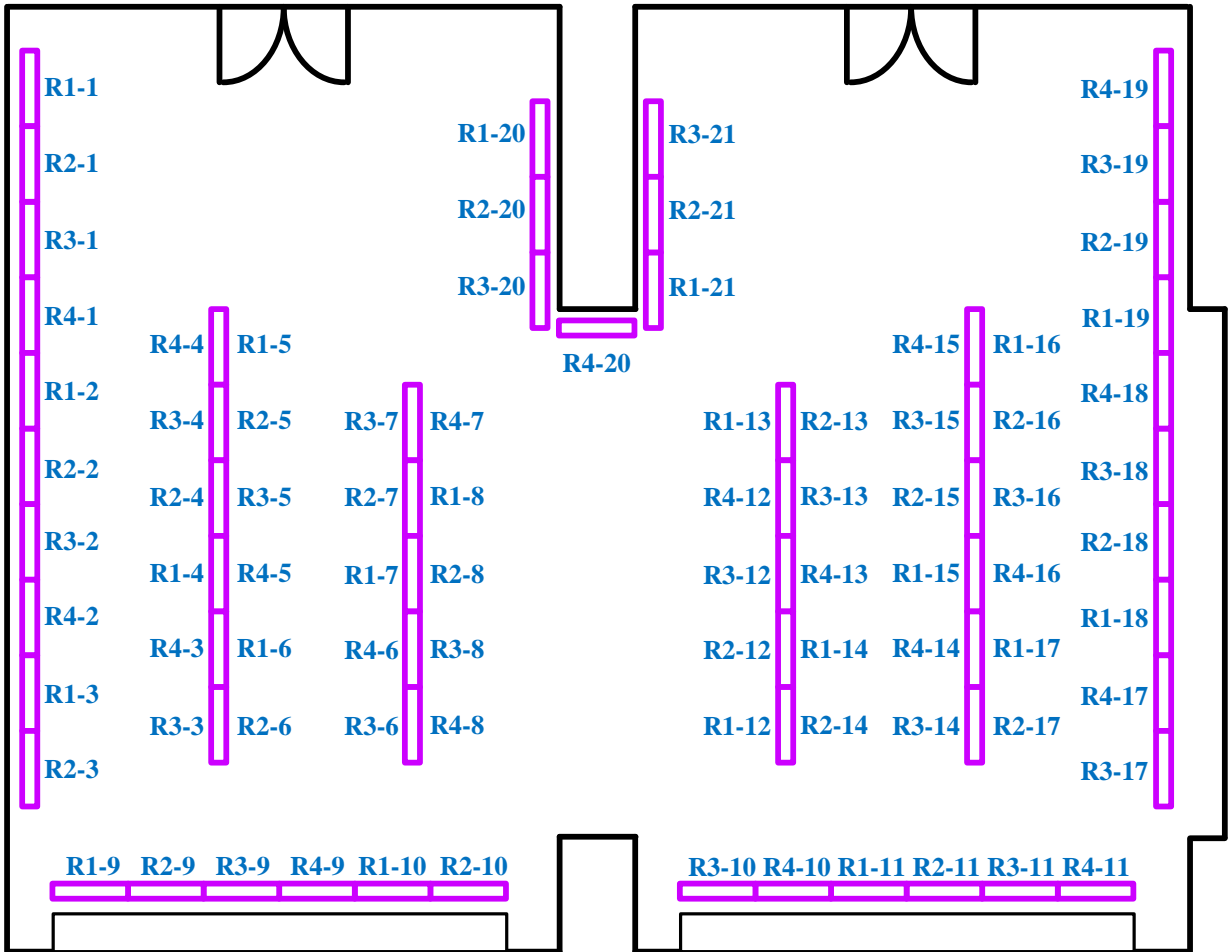 R1-1 R4-19
R1-20 R3-21
R2-1 R3-19
R2-20 R2-21
R3-1 R2-19
R3-20 R1-21
R4-1 R1-19
R4-4 R1-5 R4-15 R1-16
R4-20
R1-2 R4-18
R3-4 R2-5 R3-7 R4-7 R1-13 R2-13 R3-15 R2-16
R2-2 R3-18
R2-4 R3-5 R2-7 R1-8 R4-12 R3-13 R2-15 R3-16
R3-2 R2-18
R1-4 R4-5 R1-7 R2-8 R3-12 R4-13 R1-15 R4-16
R4-2 R1-18
R4-3 R1-6 R4-6 R3-8 R2-12 R1-14 R4-14 R1-17
R1-3 R4-17
R3-3 R2-6 R3-6 R4-8 R1-12 R2-14 R3-14 R2-17
R2-3 R3-17
R1-9 R2-9 R3-9 R4-9 R1-10 R2-10 R3-10 R4-10 R1-11 R2-11 R3-11 R4-11